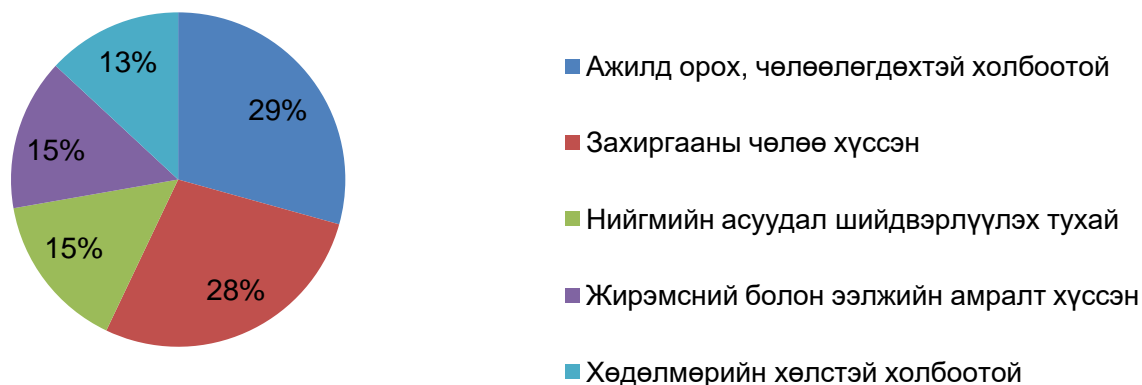 13%
29%
15%
15%
28%
Ажилд орох, чөлөөлөгдөхтэй холбоотой
Захиргааны чөлөө хүссэн
Нийгмийн асуудал шийдвэрлүүлэх тухай
Жирэмсний болон ээлжийн амралт хүссэн
Хөдөлмөрийн хөлстэй холбоотой